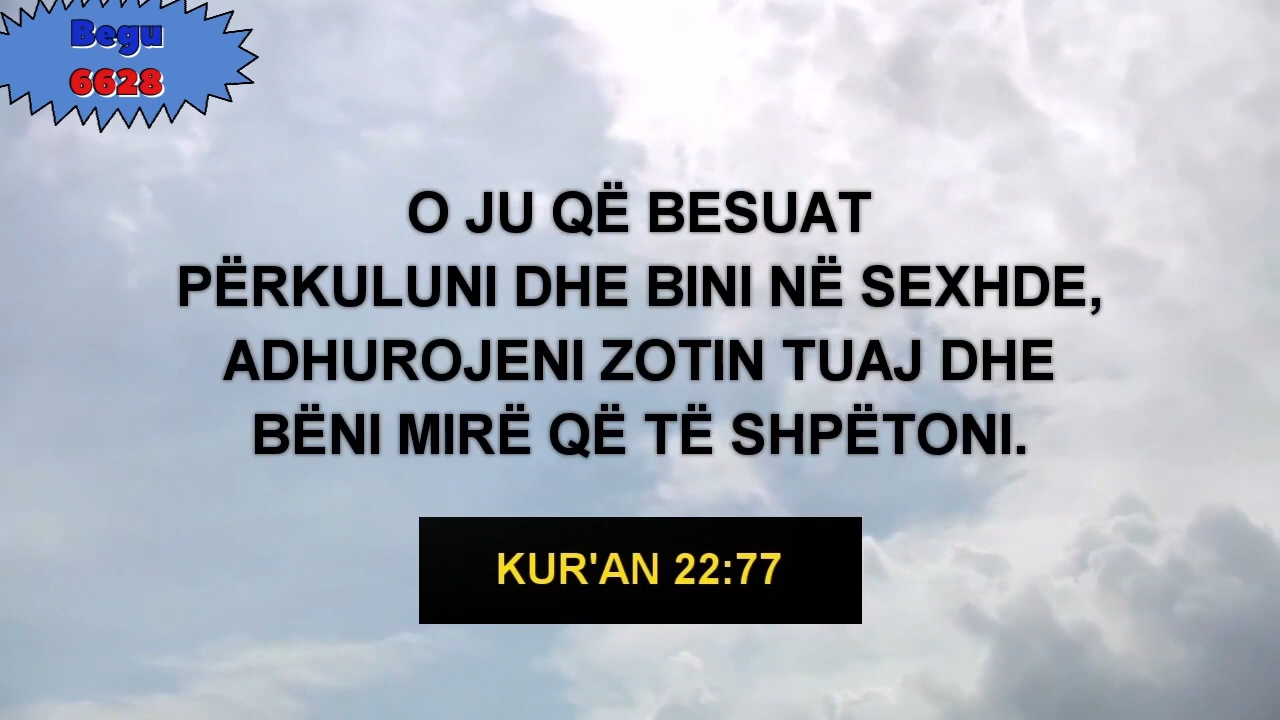 Begu
6628
O JU QË BESUAT
PËRKULUNI DHE BINI NË SEXHDE,
ADHUROJENI ZOTIN TUAJ DHE
BËNI MIRË QË TË SHPËTONI.
KUR'AN 22:77